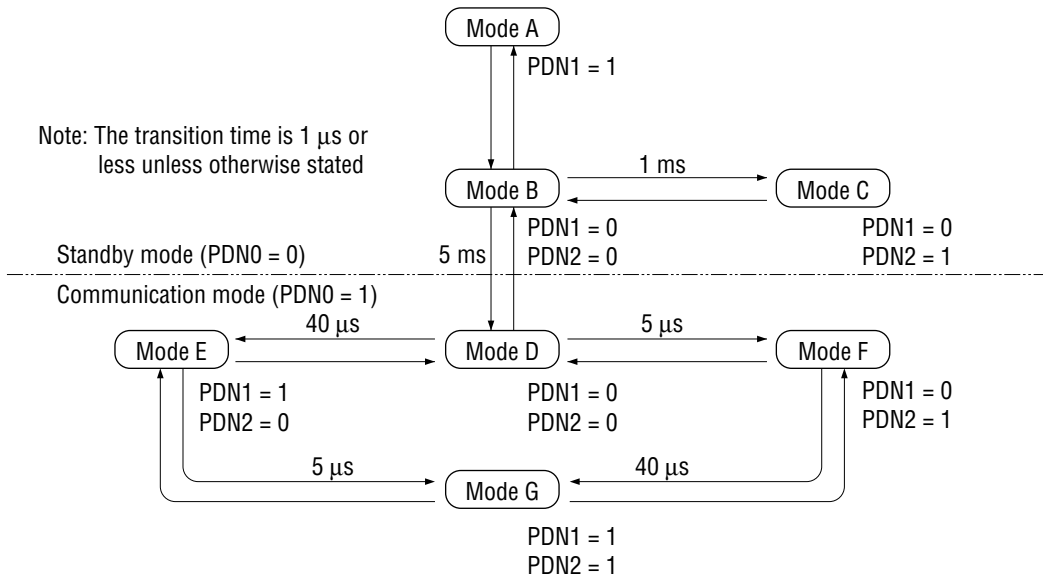 Mode A
PDN1 = 1
Note: The transition time is 1 μs or
less unless otherwise stated
1 ms
Mode B
Mode C
PDN1 = 0
PDN2 = 0
PDN1 = 0
PDN2 = 1
Standby mode (PDN0 = 0)
5 ms
Communication mode (PDN0 = 1)
40 μs
5 μs
Mode E
Mode D
Mode F
PDN1 = 1
PDN2 = 0
PDN1 = 0
PDN2 = 0
PDN1 = 0
PDN2 = 1
5 μs
40 μs
Mode G
PDN1 = 1
PDN2 = 1